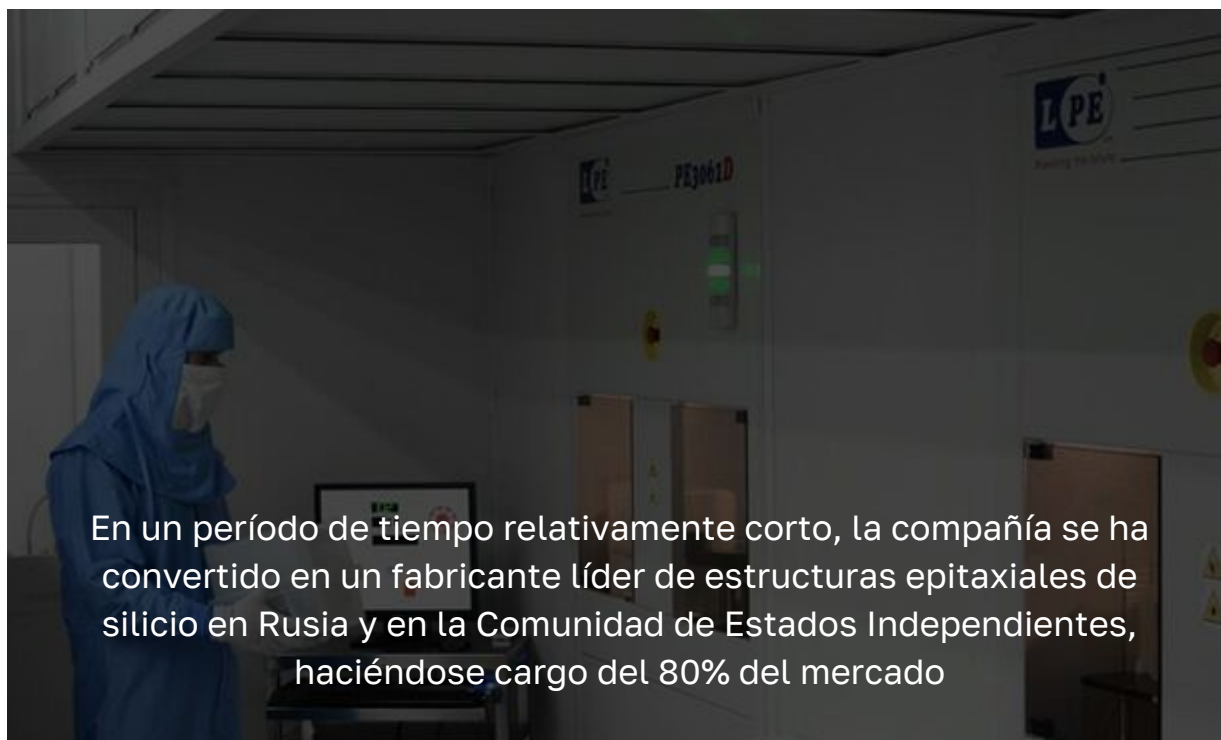 LPE
LPE
PE3061D
En un período de tiempo relativamente corto, la compañía se ha
convertido en un fabricante líder de estructuras epitaxiales de
silicio en Rusia y en la Comunidad de Estados Independientes,
haciéndose cargo del 80% del mercado